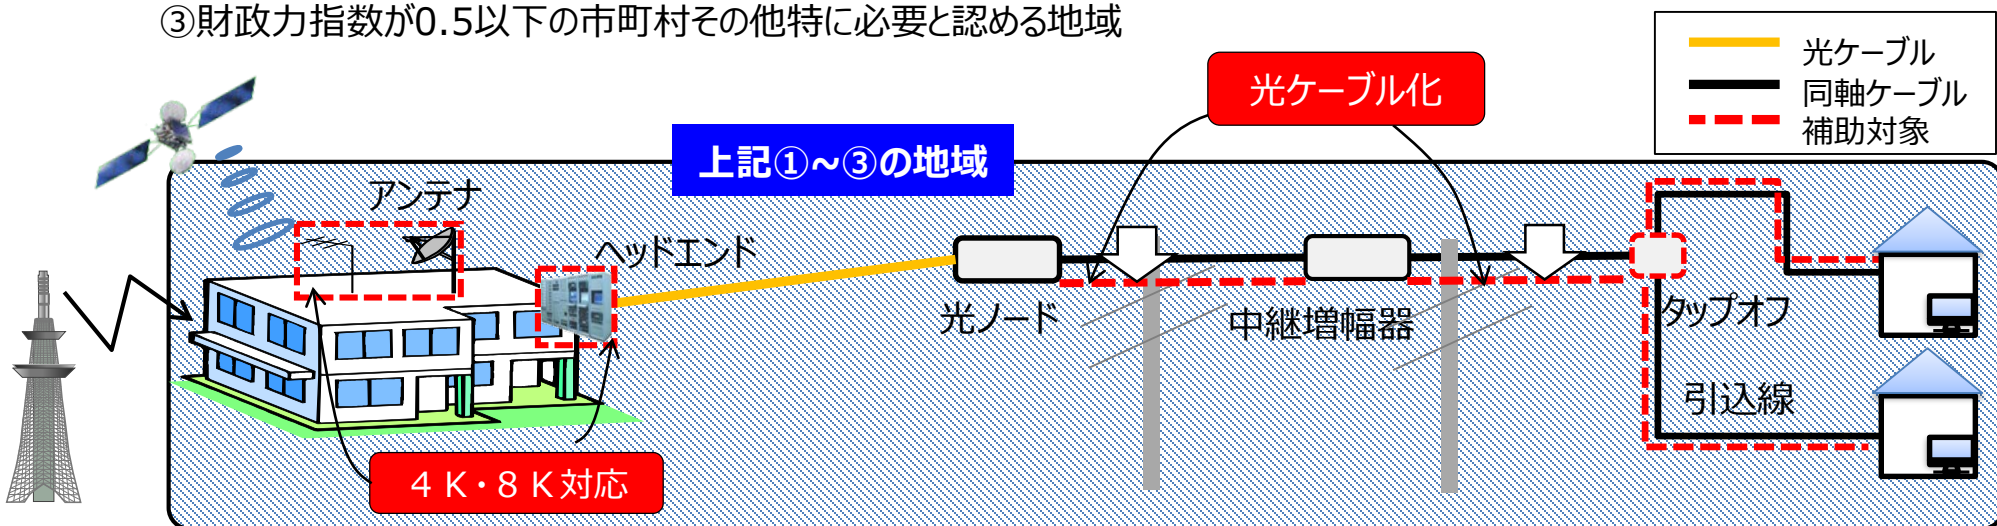 ③財政力指数が0.5以下の市町村その他特に必要と認める地域
光ケーブル
同軸ケーブル
補助対象
光ケーブル化
上記①~③の地域
アンテナ
ヘッドエンド
光ノード
中継増幅器
タップオフ
引込線
4K・8K対応